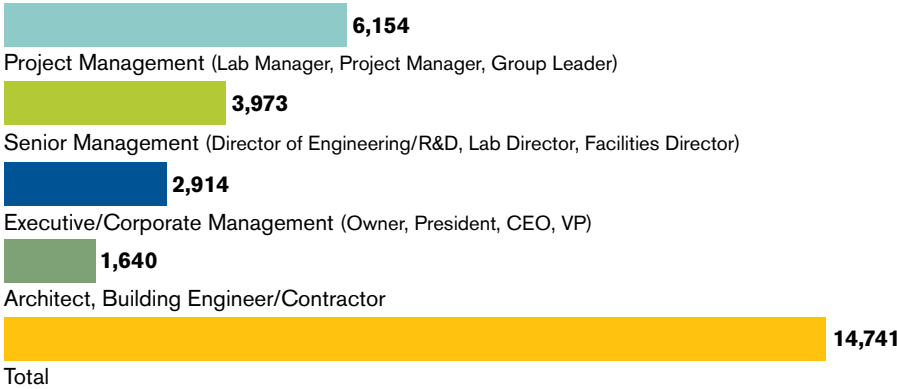 6,154
Project Management (Lab Manager, Project Manager, Group Leader)
3,973
Senior Management (Director of Engineering/R&D, Lab Director, Facilities Director)
2,914
Executive/Corporate Management (Owner, President, CEO, VP)
1,640
Architect, Building Engineer/Contractor
14,741
Total